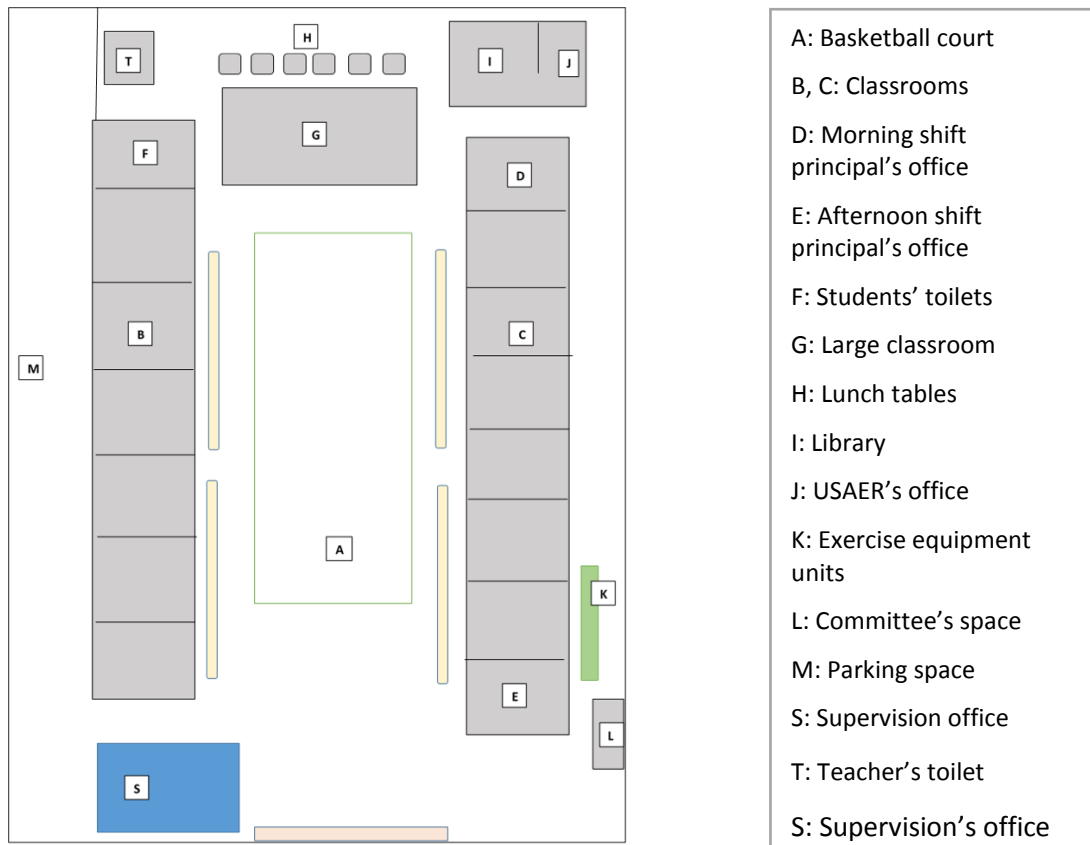 H
T
I
J
G
F
D
B
C
M
A
K
E
L
S
A: Basketball court
B, C: Classrooms
D: Morning shift
principal’s office
E: Afternoon shift
principal’s office
F: Students’ toilets
G: Large classroom
H: Lunch tables
I: Library
J: USAER’s office
K: Exercise equipment
units
L: Committee’s space
M: Parking space
S: Supervision office
T: Teacher’s toilet
S: Supervision’s office